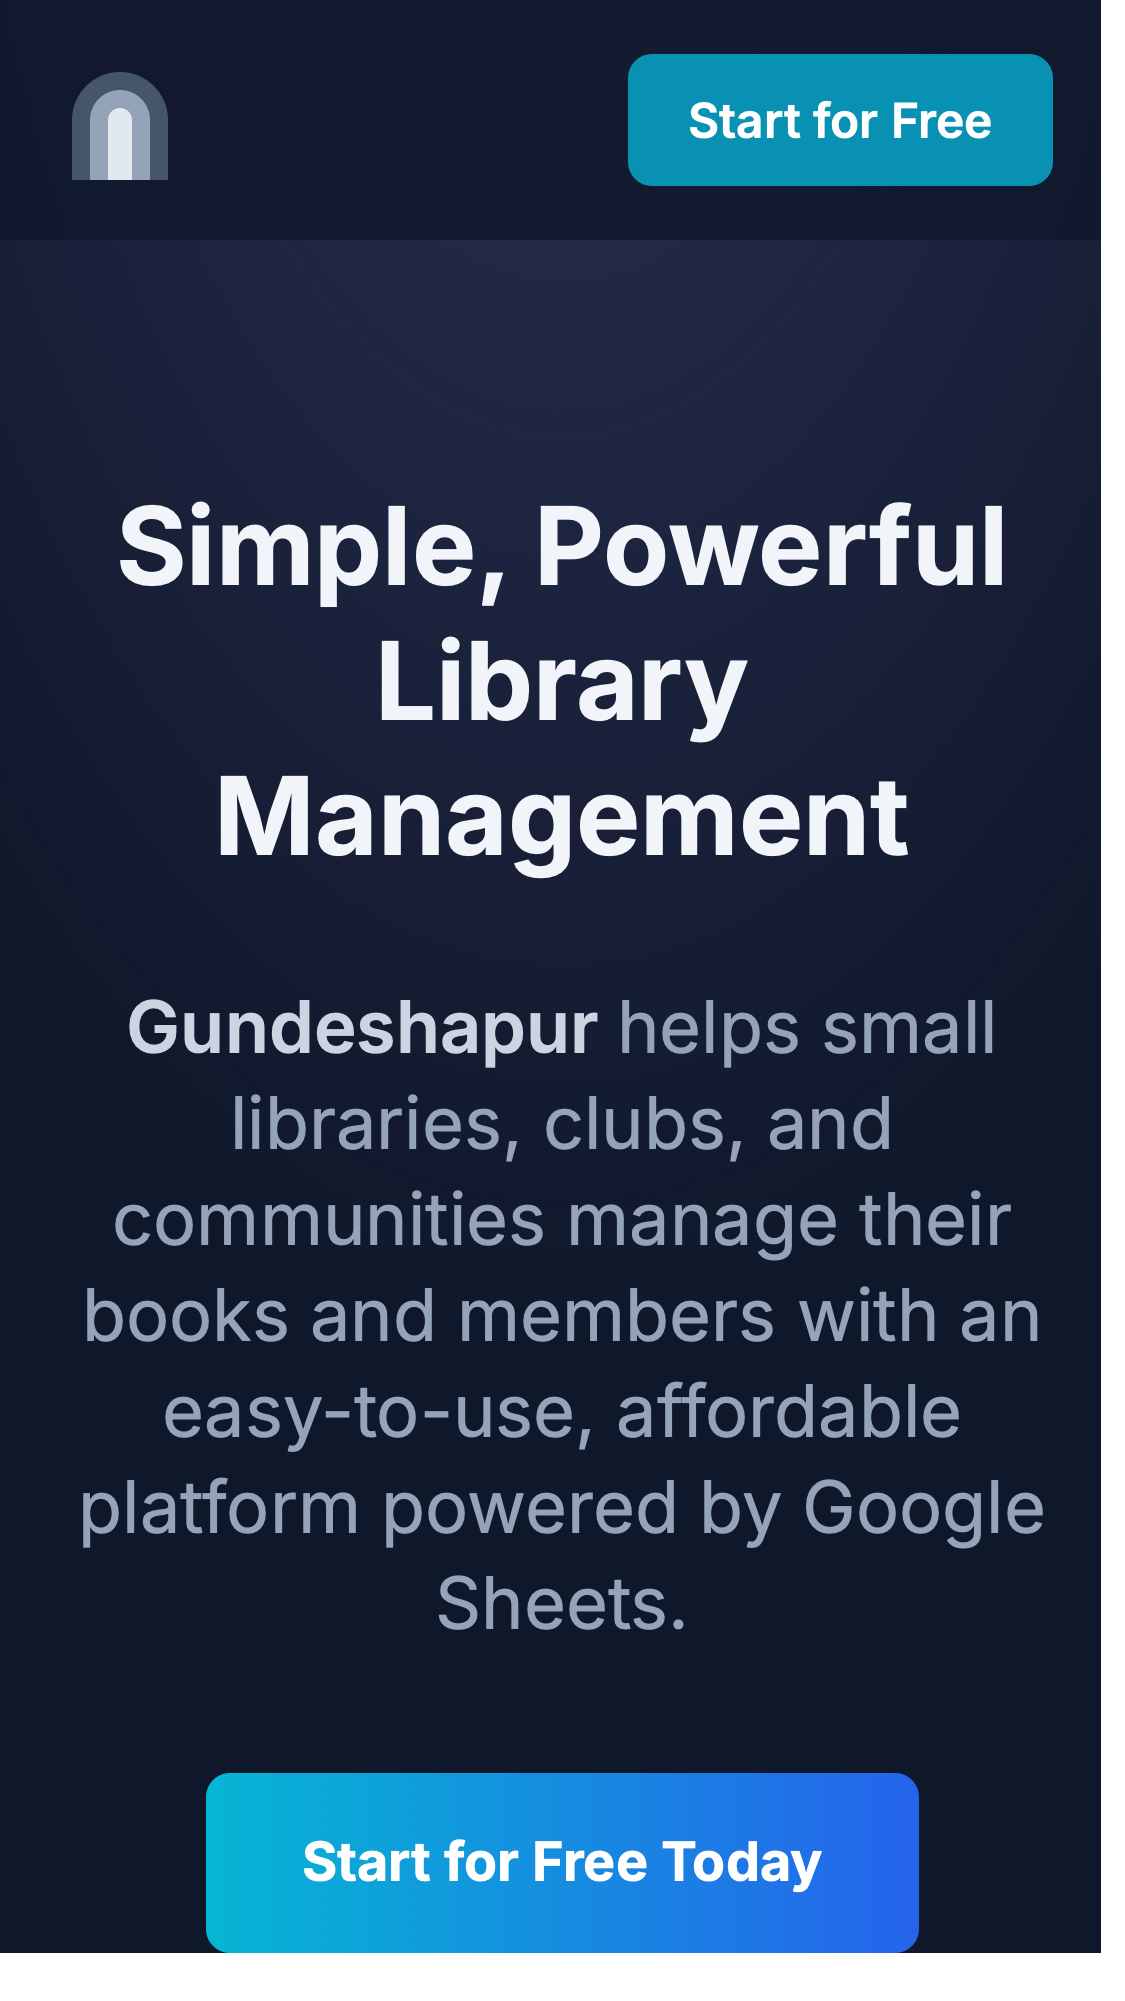 Start for Free
Simple, Powerful
Library
Management
Gundeshapur helps small
libraries, clubs, and
communities manage their
books and members with an
easy-to-use, affordable
platform powered by Google
Sheets.
Start for Free Today